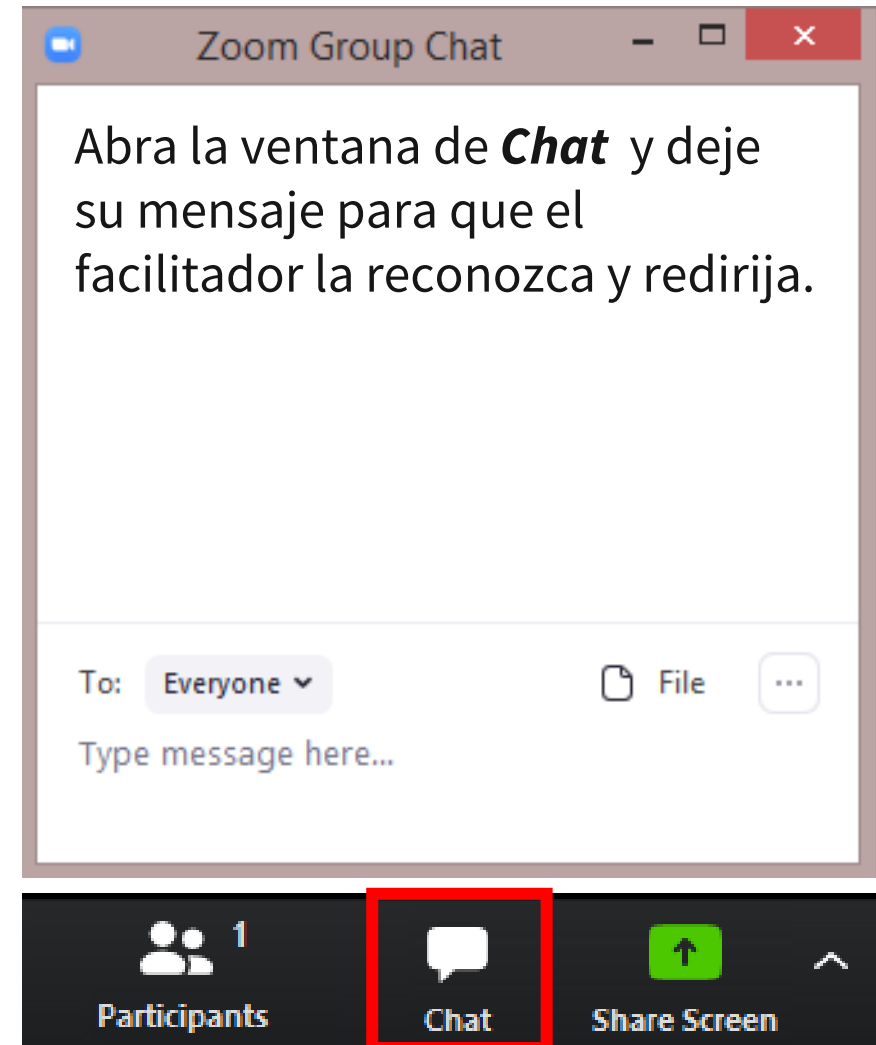 Zoom Group Chat
Abra la ventana de Chat y deje
su mensaje para que el
facilitador la reconozca y redirija.
To: Everyone File
Type message here...
1
Participants Chat Share Screen